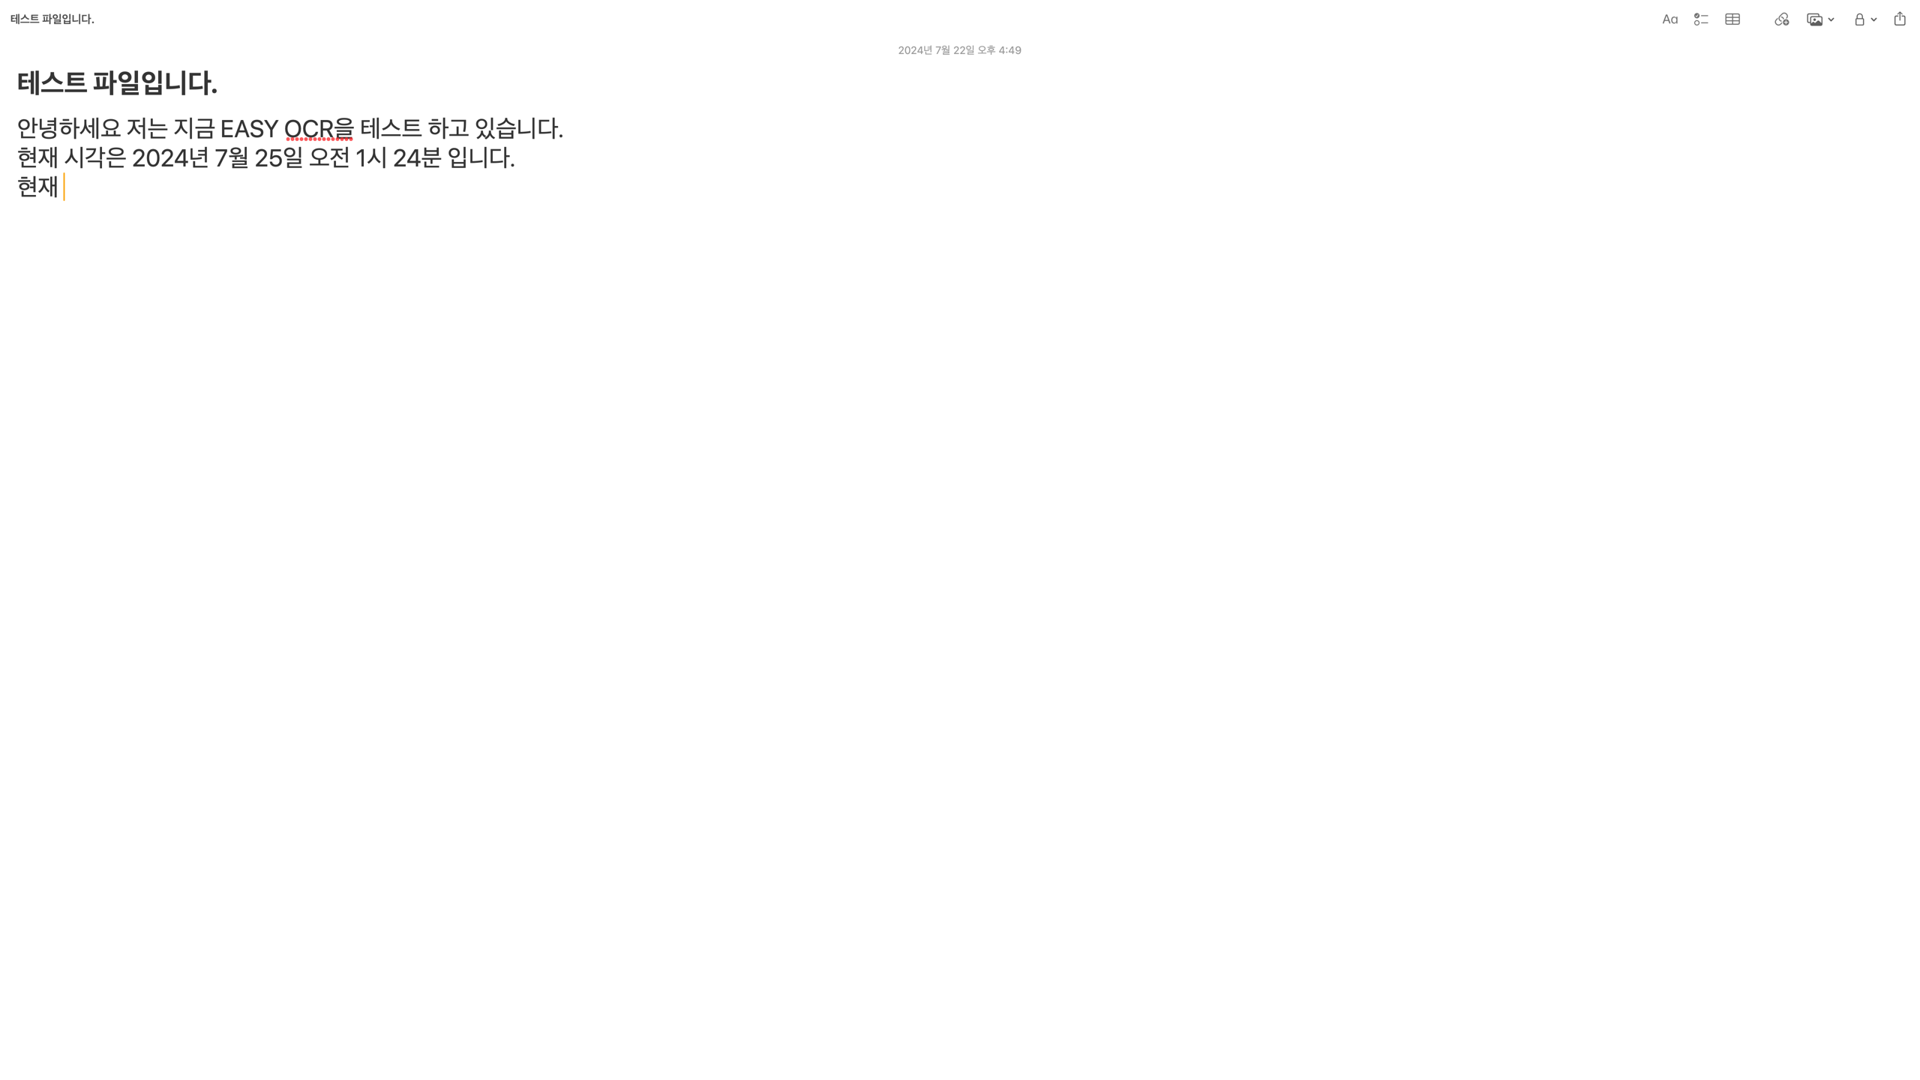 테스트 파일입니다.
Aa
2024년 7월 22일 오후 4:49
테스트 파일입니다.
안녕하세요 저는 지금 EASY OCR을 테스트 하고 있습니다.
현재 시각은 2024년 7월 25일 오전 1시 24분 입니다.
현재